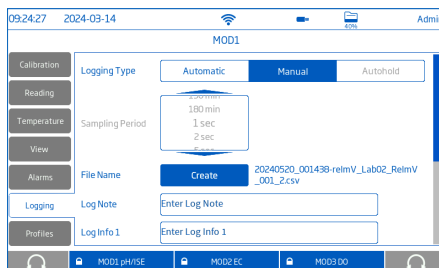 09:24:27 2024-03-14 40% Admi
MOD1
Calibration
Logging Type Automatic Manual Autohold
Reading
150 min
180 min
Temperature Sampling Period 1 sec
2 sec
View
Alarms File Name Create 20240520_001438-relmV_Lab02_RelmV
_001_2.csv
Logging Log Note Enter Log Note
Profiles Log Info 1 Enter Log Info 1
MOD1 pH/ISE MOD2 EC MOD3 DO